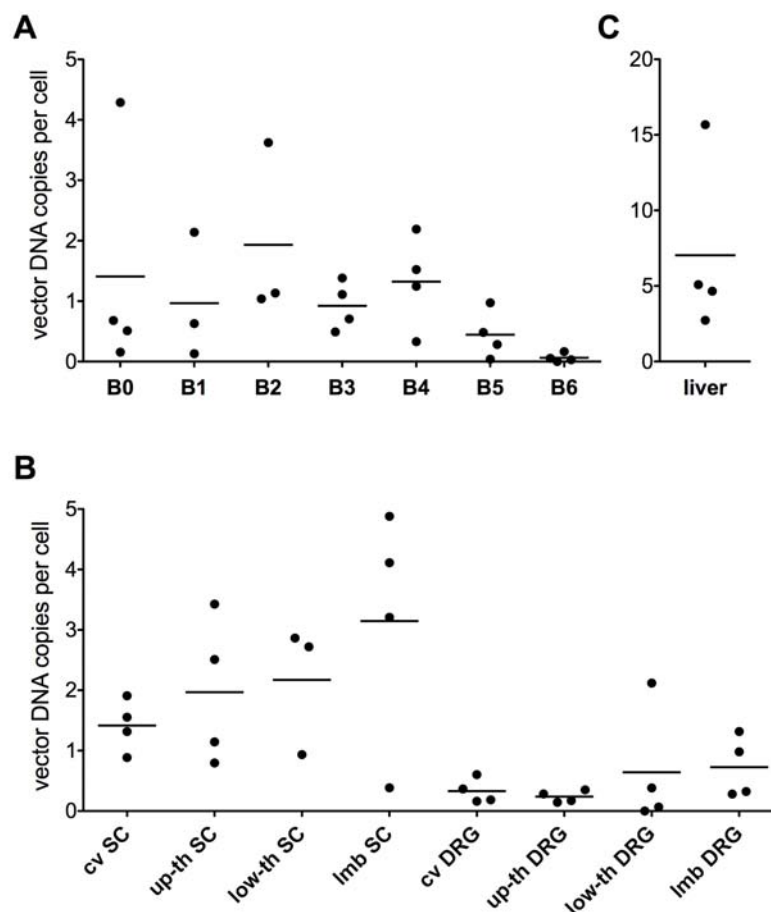 A
vector DNA copies per cell
5
4
3
2
1
0
B0 B1 B2 B3 B4 B5 B6
C
20
15
10
5
0
liver
B
vector DNA copies per cell
5
4
3
2
1
0
cv SC
up-th SC
low-th SC
lmb SC
cv DRG
up-th DRG
low-th DRG
lmb DRG